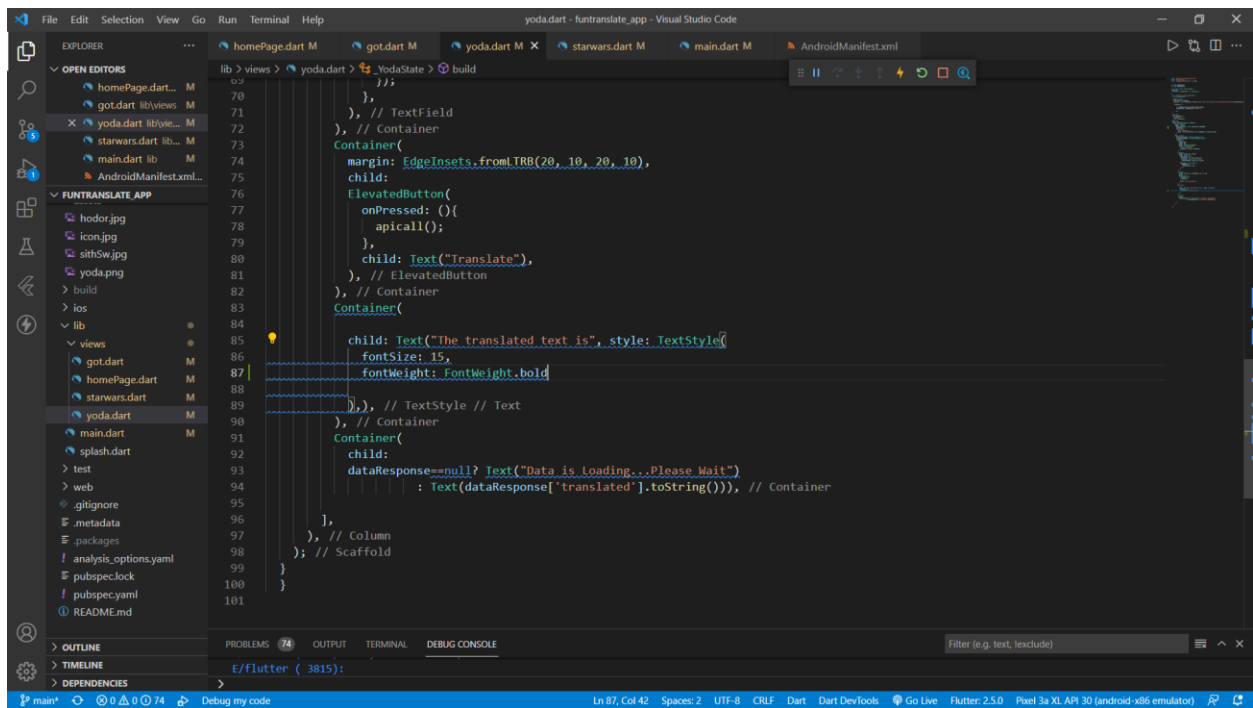 File Edit Selection View Go Run Terminal Help yoda.dart - funtranslate_app - Visual Studio Code
EXPLORER
homePage.dart M got.dart M yoda.dart M starwars.dart M main.dart M AndroidManifest.xml
OPEN EDITORS
homePage.dart... M
got.dart lib\views M
yoda.dart lib\vie... M
starwars.dart lib... M
main.dart lib M
AndroidManifest.xml...
FUNTRANSLATE_APP
hodor.jpg
icon.jpg
sithSw.jpg
yoda.png
build
ios
lib
views
got.dart M
homePage.dart M
starwars.dart M
yoda.dart M
main.dart M
splash.dart
test
web
.gitignore
.metadata
.packages
analysis_options.yaml
pubspec.lock
pubspec.yaml
README.md
OUTLINE
TIMELINE
DEPENDENCIES
lib > views > yoda.dart > _YodaState > build
69 });
70 },
71 ), // TextField
72 ), // Container
73 Container(
74 margin: EdgeInsets.fromLTRB(20, 10, 20, 10),
75 child:
76 ElevatedButton(
77 onPressed: (){
78 apicall();
79 },
80 child: Text("Translate"),
81 ), // ElevatedButton
82 ), // Container
83 Container(
84
85 child: Text("The translated text is", style: TextStyle(
86 fontSize: 15,
87 fontWeight: FontWeight.bold
88
89 ),), // TextStyle // Text
90 ), // Container
91 Container(
92 child:
93 dataResponse==null? Text("Data is Loading...Please Wait")
94 : Text(dataResponse['translated'].toString())), // Container
95
96 ],
97 ), // Column
98 ); // Scaffold
99 }
100 }
101
PROBLEMS 74 OUTPUT TERMINAL DEBUG CONSOLE Filter (e.g. text, !exclude)
E/flutter ( 3815):
>
main* 0 0 74 Debug my code Ln 87, Col 42 Spaces: 2 UTF-8 CRLF Dart Dart DevTools Go Live Flutter: 2.5.0 Pixel 3a XL API 30 (android-x86 emulator)
5
1